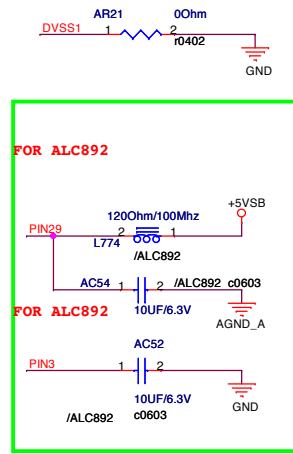 AR21 0Ohm
DVSS1 1 2
r0402
GND
FOR ALC892
+5VSB
120Ohm/100Mhz
PIN29 2 1
L774
/ALC892
AC54 1 2 /ALC892 c0603
FOR ALC892 10UF/6.3V
AGND_A
AC52
PIN3 1 2
10UF/6.3V
GND
/ALC892 c0603